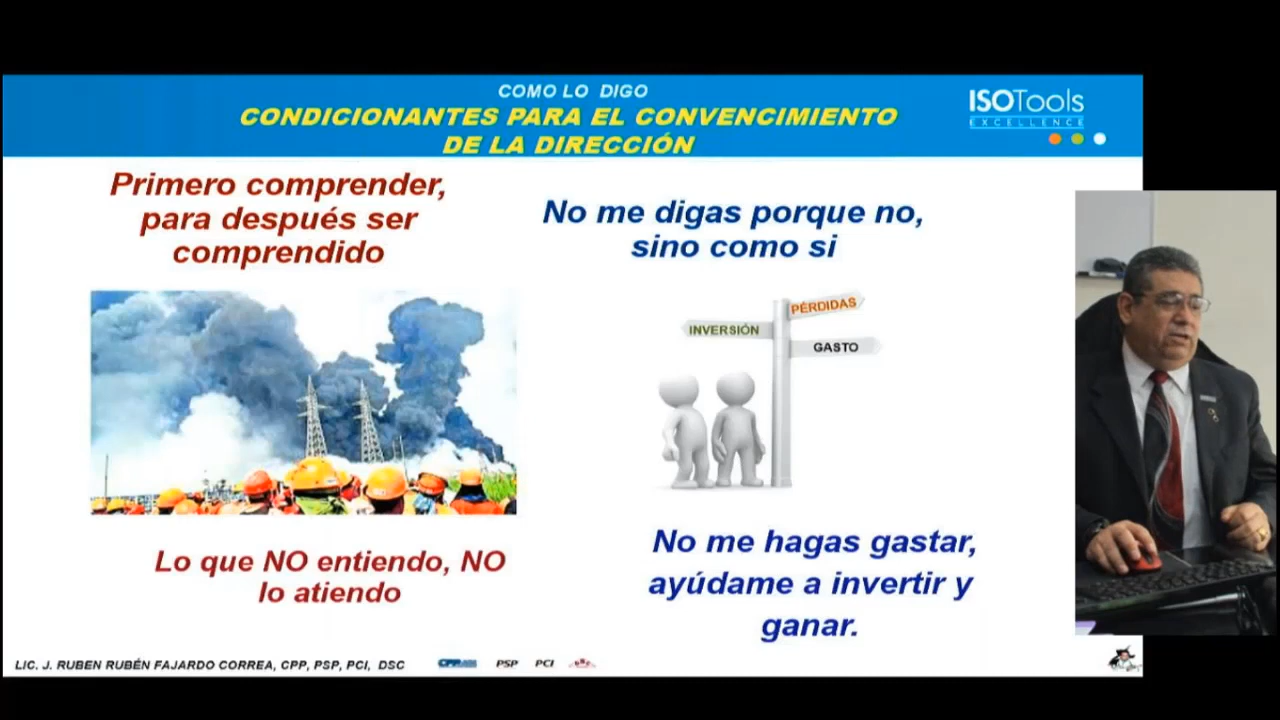 COMO LO DIGO
CONDICIONANTES PARA EL CONVENCIMIENTO
DE LA DIRECCIÓN
ISOTools
EXCELLENCE
Primero comprender,
para después ser
comprendido
No me digas porque no,
sino como si
PÉRDIDAS
INVERSIÓN
GASTO
Lo que NO entiendo, NO
lo atiendo
No me hagas gastar,
ayúdame a invertir y
ganar.
LIC. J. RUBEN RUBÉN FAJARDO CORREA, CPP, PSP, PCI, DSC
CPP
PSP
PCI